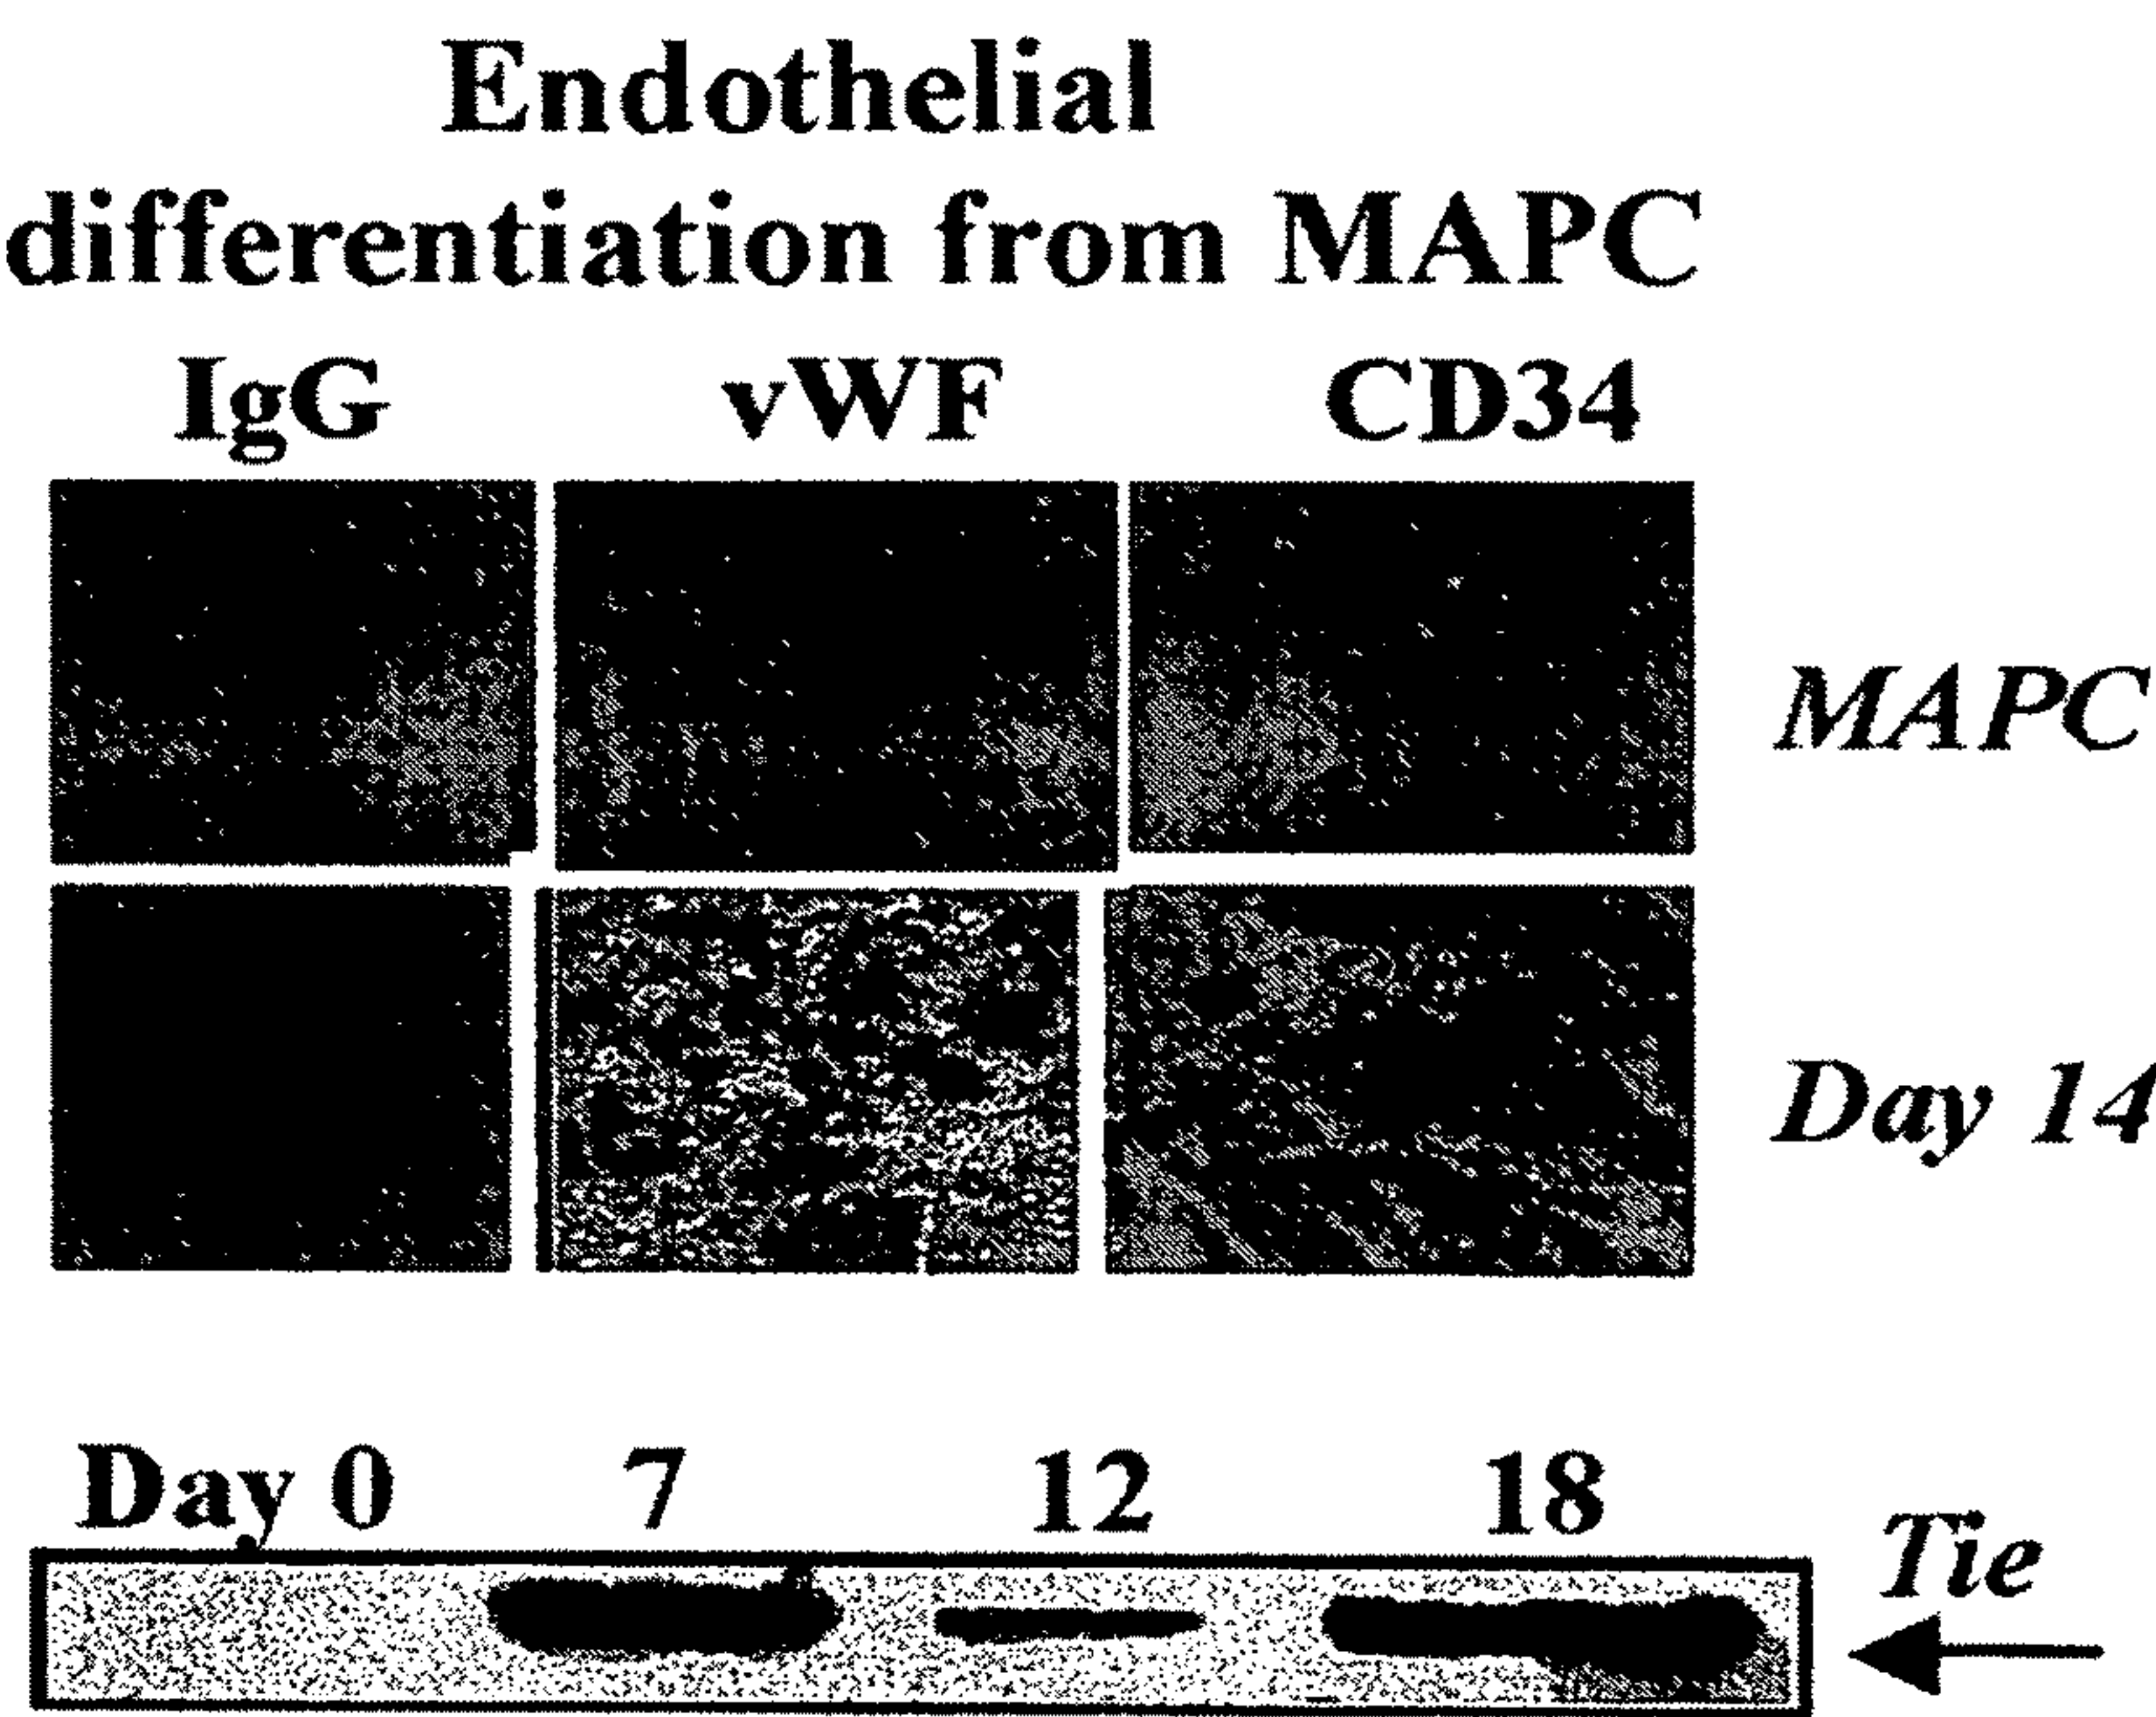 Endothelial
differentiation from MAPC
IgG vWF CD34
MAPC
Day 14
Day 0 7 12 18
Tie